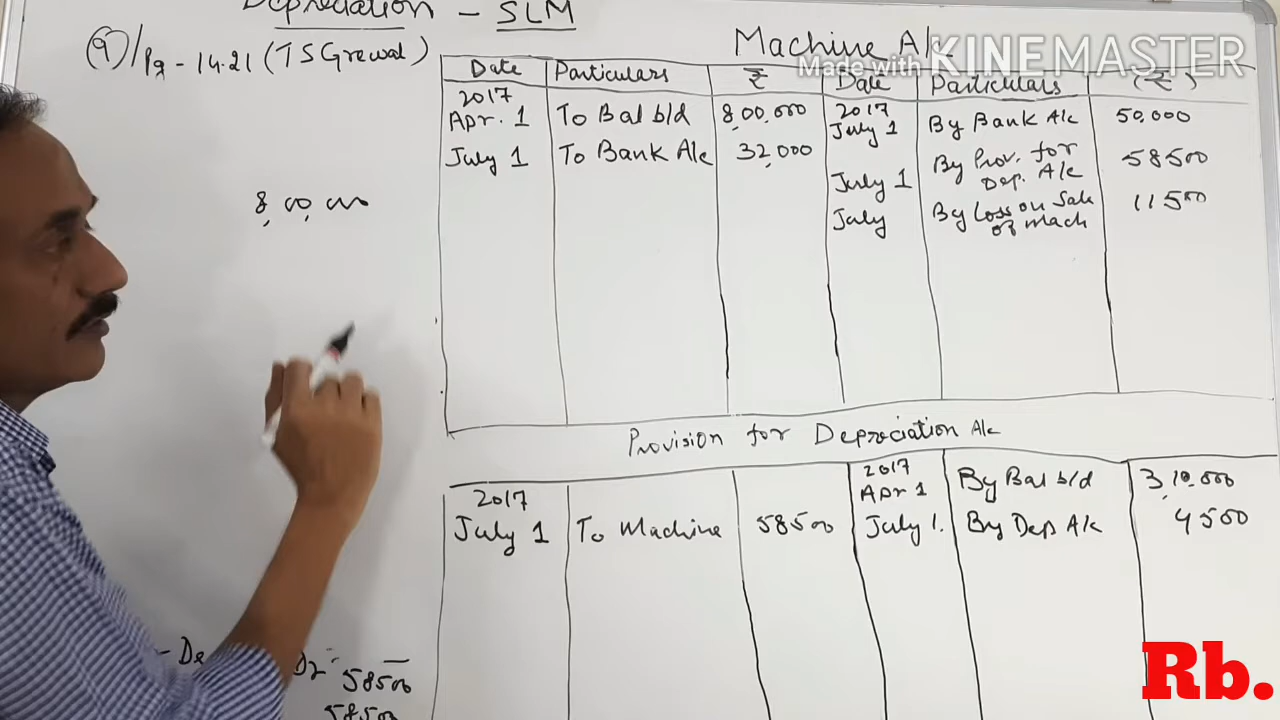 Depreciation - SLM
(9)/Pg - 14.21 (TS Grewal)
Machine A/c
Made with KINEMASTER
Date Particulars ₹ Date Particulars (₹)
2017 Apr. 1 To Bal b/d 8,00,000 2017 July 1 By Bank A/c 50,000
July 1 To Bank A/c 32,000 July 1 By Prov. for Dep. A/c 58500
July By Loss on Sale of Mach 11500
8,00,000
Provision for Depreciation A/c
2017 Apr 1 By Bal b/d 3,10,000
2017 July 1 To Machine 58500 July 1. By Dep A/c 4500
- De Dr 58500
58500
Rb.